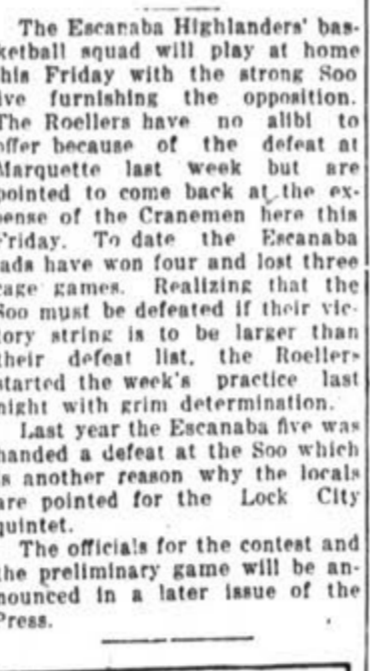 The Escanaba Highlanders' bas-
ketball squad will play at home
this Friday with the strong Soo
five furnishing the opposition.
The Roellers have no alibi to
offer because of the defeat at
Marquette last week but are
pointed to come back at the ex-
pense of the Cranemen here this
Friday. To date the Escanaba
lads have won four and lost three
cage games. Realizing that the
Soo must be defeated if their vic-
tory string is to be larger than
their defeat list, the Roellers
started the week's practice last
night with grim determination.
Last year the Escanaba five was
handed a defeat at the Soo which
is another reason why the locals
are pointed for the Lock City
quintet.
The officials for the contest and
the preliminary game will be an-
nounced in a later issue of the
Press.